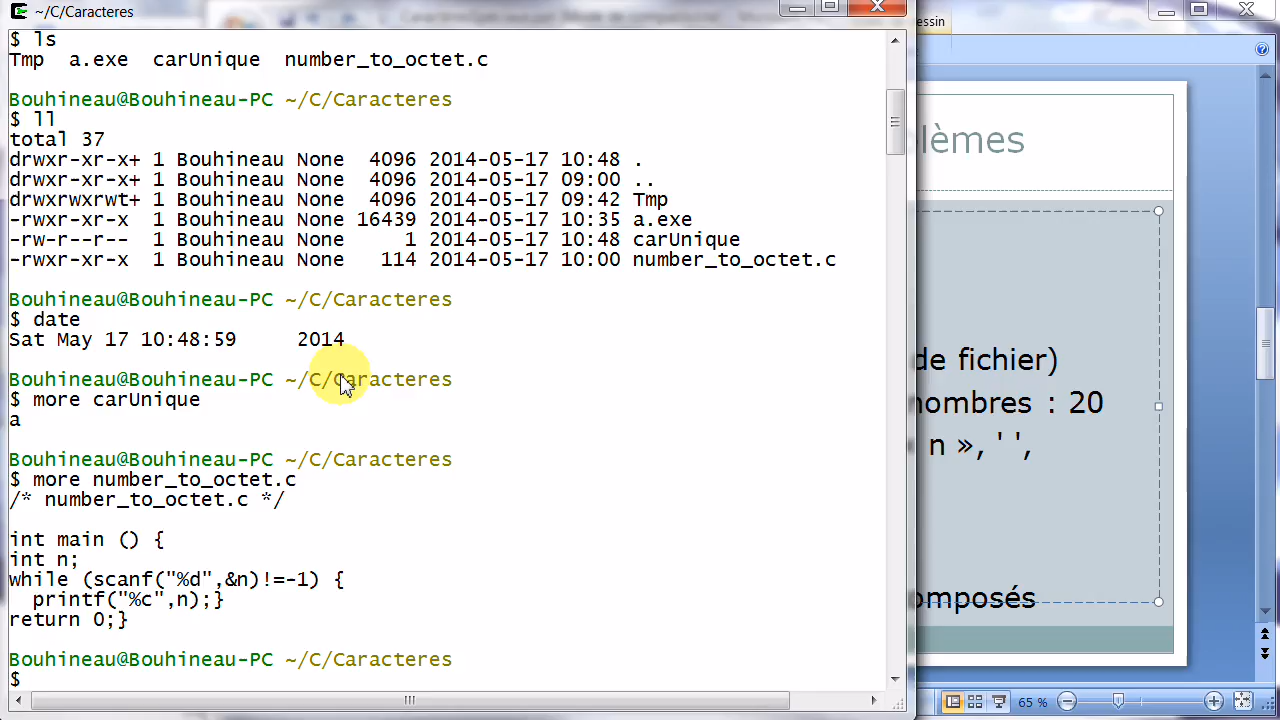 ~/C/Caracteres
$ ls
Tmp  a.exe  carUnique  number_to_octet.c
Bouhineau@Bouhineau-PC ~/C/Caracteres
$ ll
total 37
drwxr-xr-x+ 1 Bouhineau None  4096 2014-05-17 10:48 .
drwxr-xr-x+ 1 Bouhineau None  4096 2014-05-17 09:00 ..
drwxrwxrwt+ 1 Bouhineau None  4096 2014-05-17 09:42 Tmp
-rwxr-xr-x  1 Bouhineau None 16439 2014-05-17 10:35 a.exe
-rw-r--r--  1 Bouhineau None     1 2014-05-17 10:48 carUnique
-rwxr-xr-x  1 Bouhineau None   114 2014-05-17 10:00 number_to_octet.c
Bouhineau@Bouhineau-PC ~/C/Caracteres
$ date
Sat May 17 10:48:59     2014
Bouhineau@Bouhineau-PC ~/C/Caracteres
$ more carUnique
a
Bouhineau@Bouhineau-PC ~/C/Caracteres
$ more number_to_octet.c
/* number_to_octet.c */
int main () {
int n;
while (scanf("%d",&n)!=-1) {
  printf("%c",n);}
return 0;}
Bouhineau@Bouhineau-PC ~/C/Caracteres
$
essin
lèmes
de fichier)
nombres : 20
n », ' ',
omposés
65 %